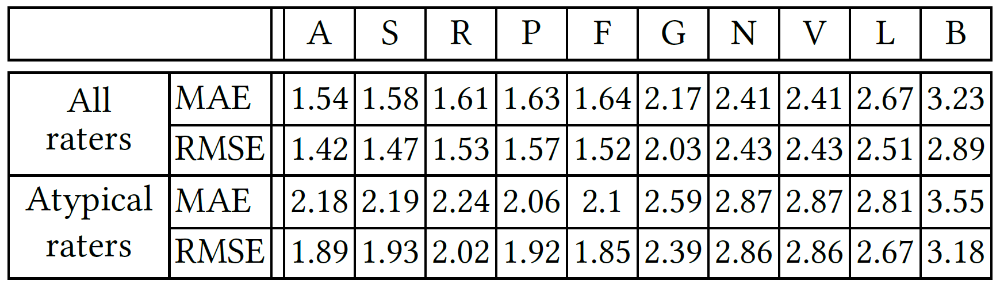 A S R P F G N V L B
All raters MAE 1.54 1.58 1.61 1.63 1.64 2.17 2.41 2.41 2.67 3.23
RMSE 1.42 1.47 1.53 1.57 1.52 2.03 2.43 2.43 2.51 2.89
Atypical raters MAE 2.18 2.19 2.24 2.06 2.1 2.59 2.87 2.87 2.81 3.55
RMSE 1.89 1.93 2.02 1.92 1.85 2.39 2.86 2.86 2.67 3.18